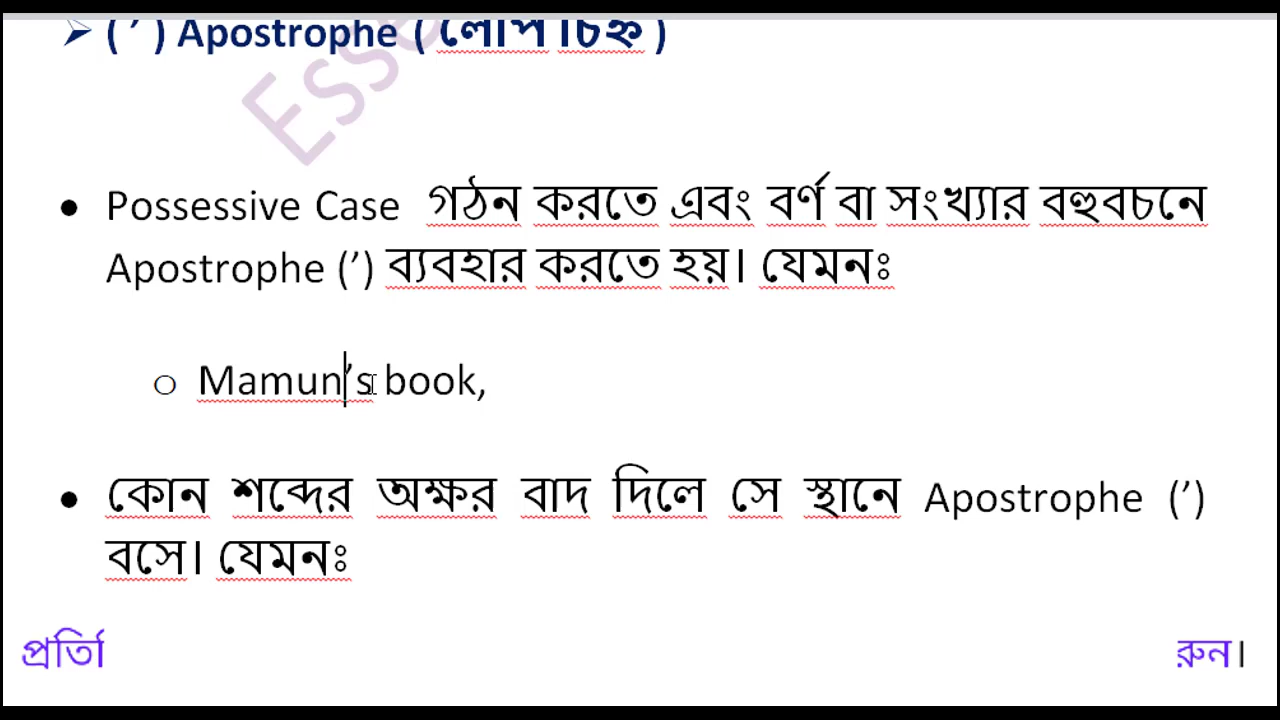 ➢ ( ’ ) Apostrophe ( লোপ চিহ্ন )
Esse
• Possessive Case গঠন করতে এবং বর্ণ বা সংখ্যার বহুবচনে
Apostrophe (’) ব্যবহার করতে হয়। যেমনঃ
o Mamun’s book,
• কোন শব্দের অক্ষর বাদ দিলে সে স্থানে Apostrophe (’)
বসে। যেমনঃ
রুন।